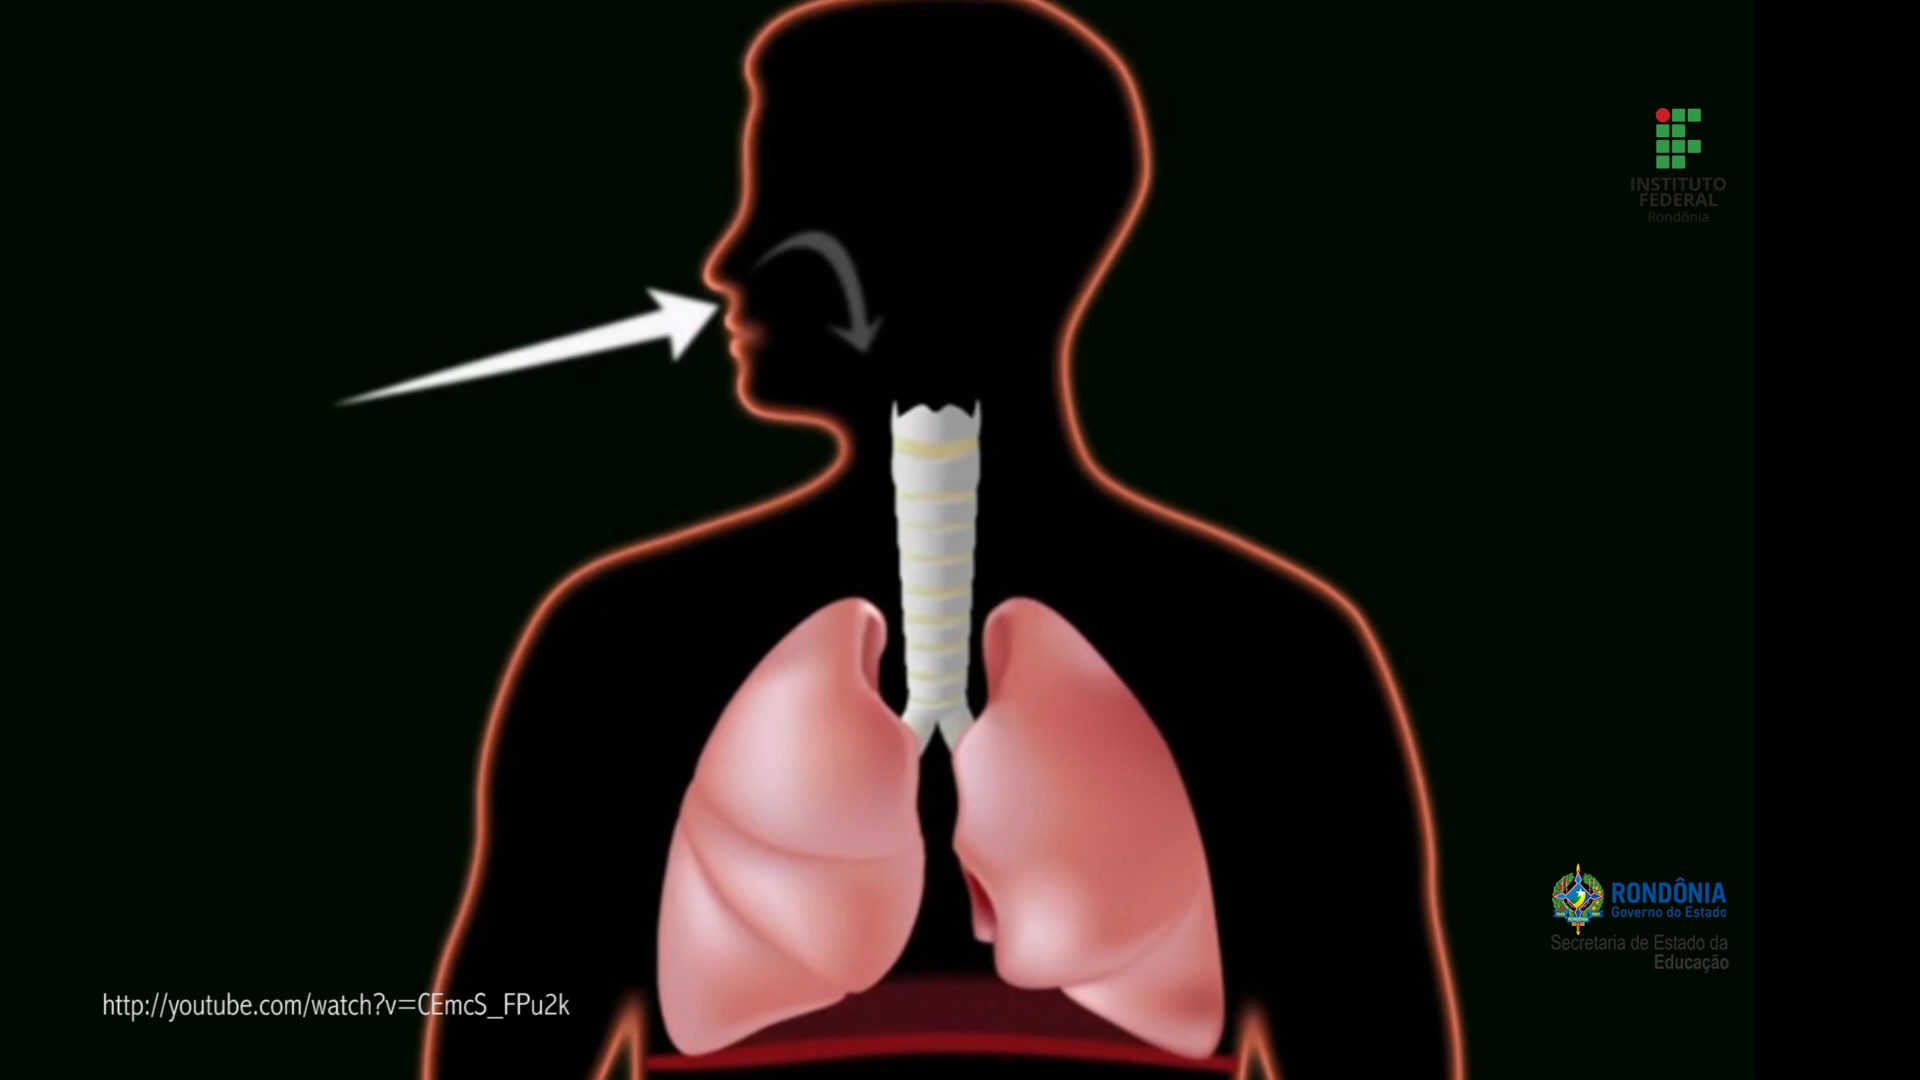 INSTITUTO
FEDERAL
Rondônia
RONDÔNIA
Governo do Estado
Secretaria de Estado da
Educação
http://youtube.com/watch?v=CEmcS_FPu2k